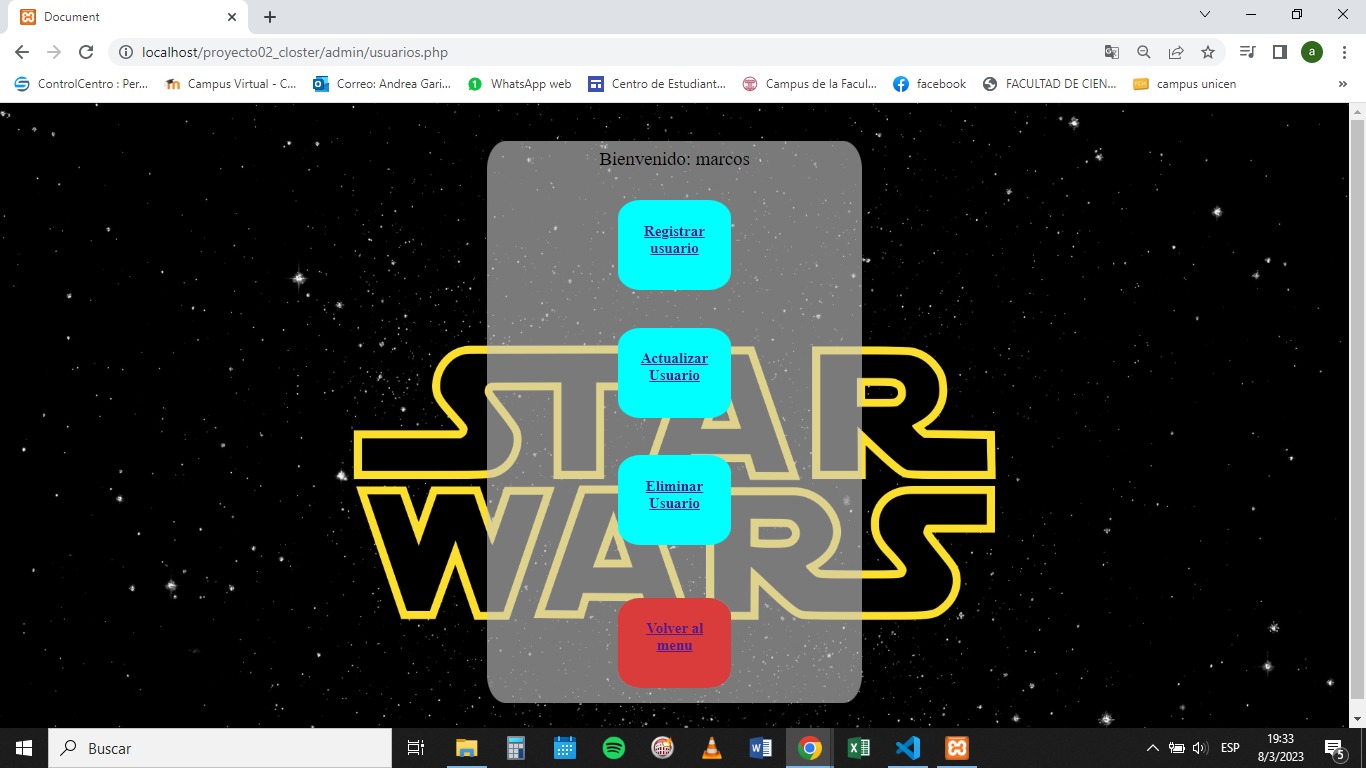 Document
localhost/proyecto02_closter/admin/usuarios.php
a
ControlCentro : Per...
Campus Virtual - C...
Correo: Andrea Gari...
1
WhatsApp web
Centro de Estudiant...
Campus de la Facul...
facebook
FACULTAD DE CIEN...
campus unicen
»
Bienvenido: marcos
Registrar
usuario
Actualizar
Usuario
Eliminar
Usuario
Volver al
menu
STAR
WARS
Buscar
ESP
19:33
8/3/2023
5